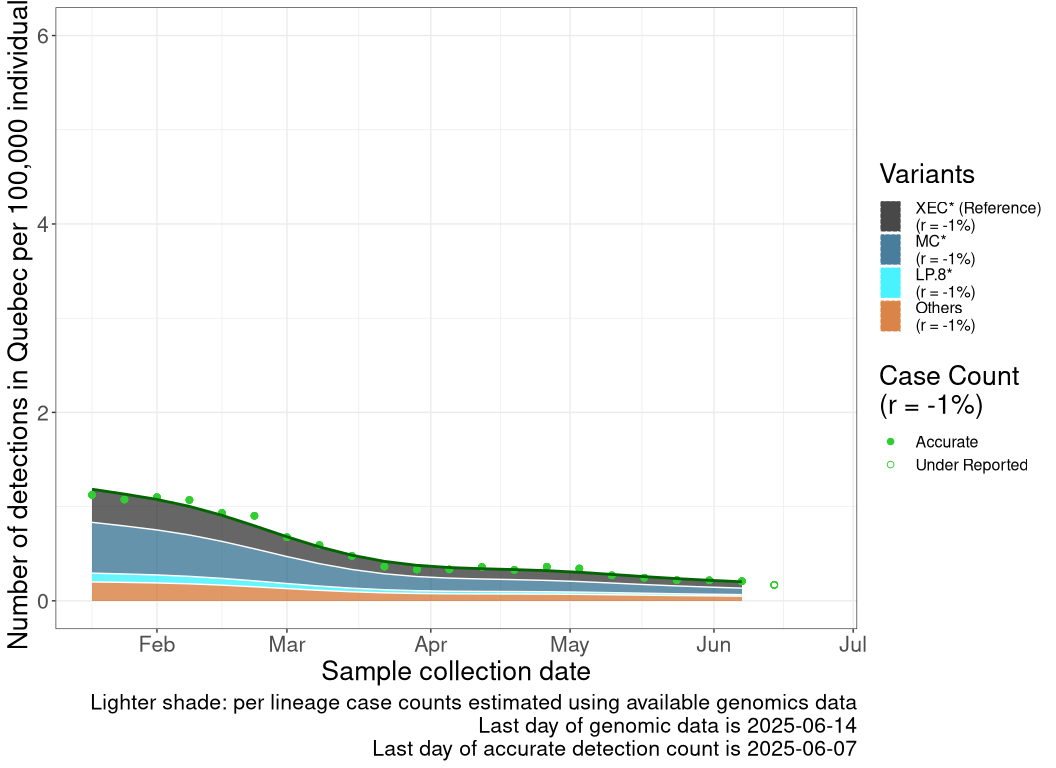 Number of detections in Quebec per 100,000 individual
6
4
2
0
Feb
Mar
Apr
May
Jun
Jul
Sample collection date
Lighter shade: per lineage case counts estimated using available genomics data
Last day of genomic data is 2025-06-14
Last day of accurate detection count is 2025-06-07
Variants
XEC* (Reference)
(r = -1%)
MC*
(r = -1%)
LP.8*
(r = -1%)
Others
(r = -1%)
Case Count
(r = -1%)
Accurate
Under Reported